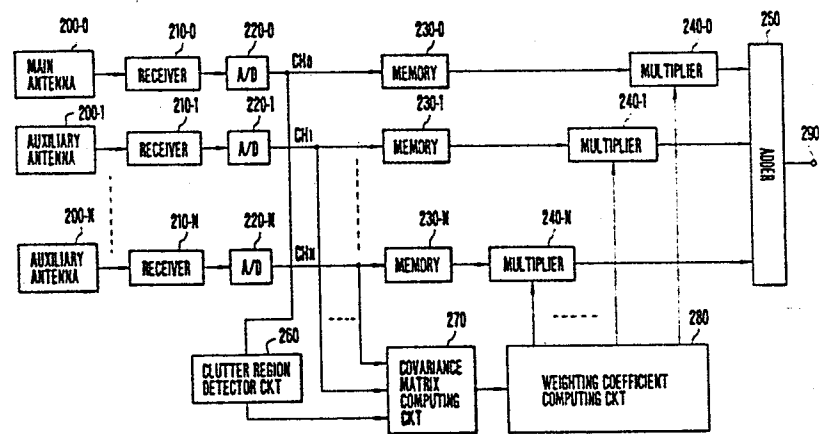 200-0
210-0
220-0
230-0
240-0
250
MAIN
ANTENNA
RECEIVER
A/D
CH0
MEMORY
MULTIPLIER
200-1
210-1
220-1
230-1
240-1
AUXILIARY
ANTENNA
RECEIVER
A/D
CH1
MEMORY
MULTIPLIER
ADDER
290
200-N
210-N
220-N
230-N
240-N
AUXILIARY
ANTENNA
RECEIVER
A/D
CHN
MEMORY
MULTIPLIER
260
270
280
CLUTTER REGION
DETECTOR CKT
COVARIANCE
MATRIX
COMPUTING
CKT
WEIGHTING COEFFICIENT
COMPUTING CKT